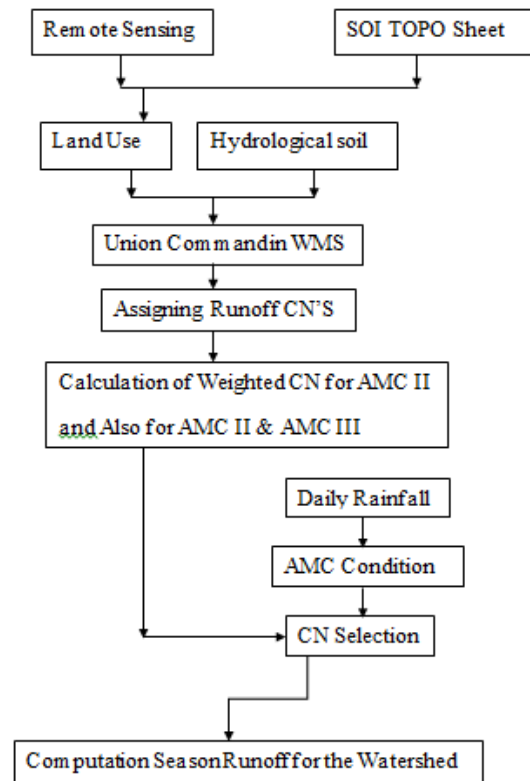 Remote Sensing
SOI TOPO Sheet
Land Use
Hydrological soil
Union Commandin WMS
Assigning Runoff CN'S
Calculation of Weighted CN for AMC II
and Also for AMC II & AMC III
Daily Rainfall
AMC Condition
CN Selection
Computation Season Runoff for the Watershed